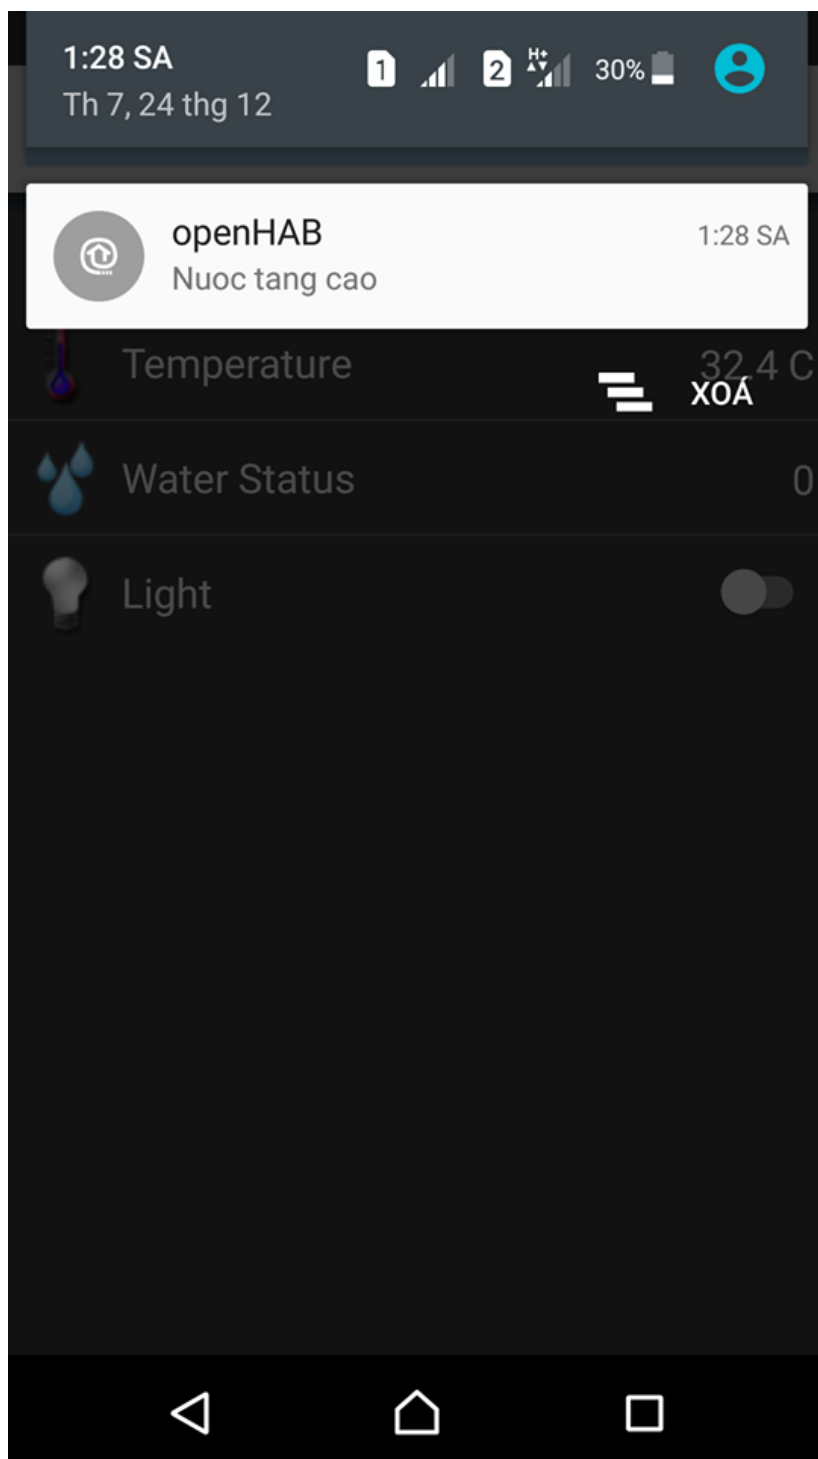 1:28 SA
1 2 H+ 30%
Th 7, 24 thg 12
openHAB 1:28 SA
Nuoc tang cao
Temperature 32.4 C
XOÁ
Water Status 0
Light